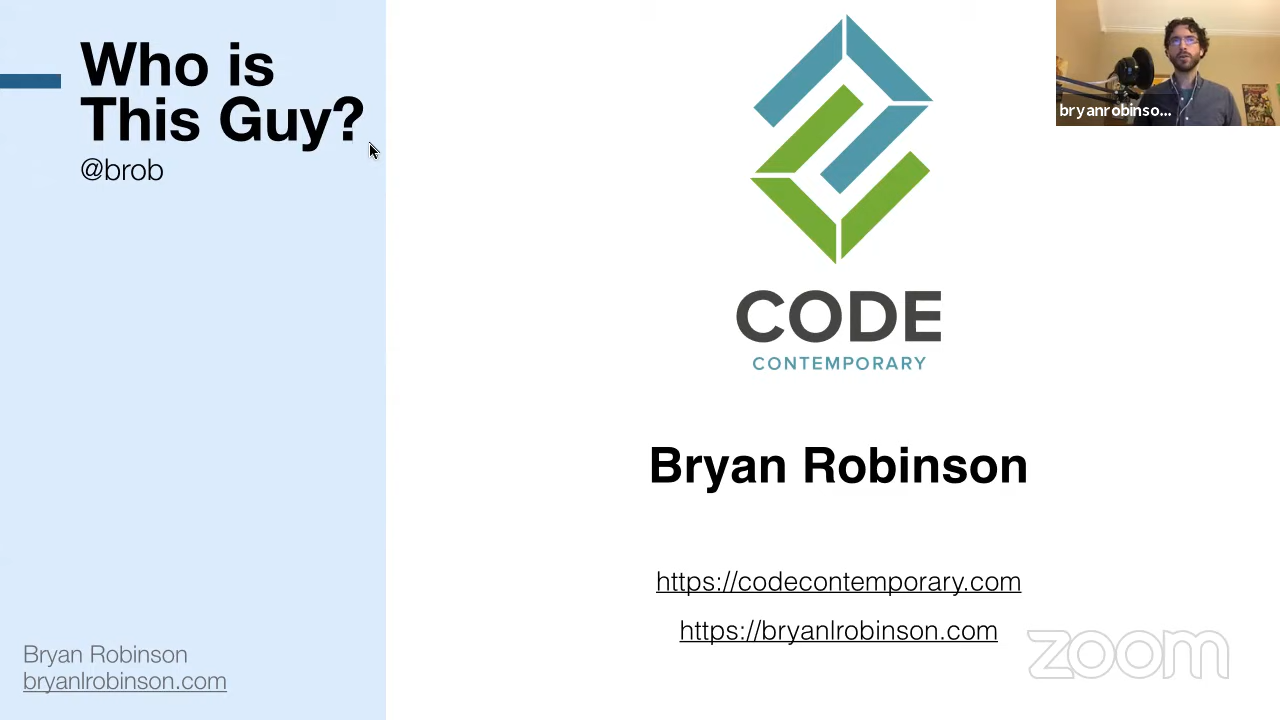 Who is
This Guy?
@brob
bryanrobinso...
CODE
CONTEMPORARY
Bryan Robinson
https://codecontemporary.com
https://bryanlrobinson.com
Bryan Robinson
bryanlrobinson.com
zoom